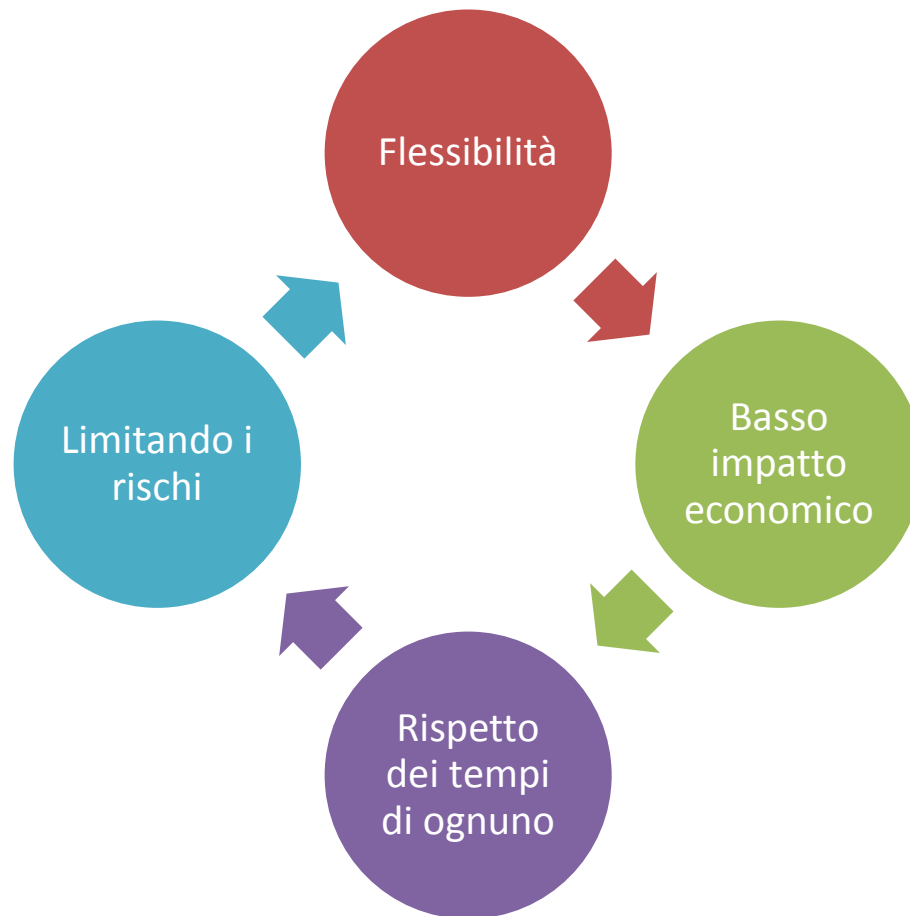 Flessibilità
Basso
impatto
economico
Rispetto
dei tempi
di ognuno
Limitando i
rischi